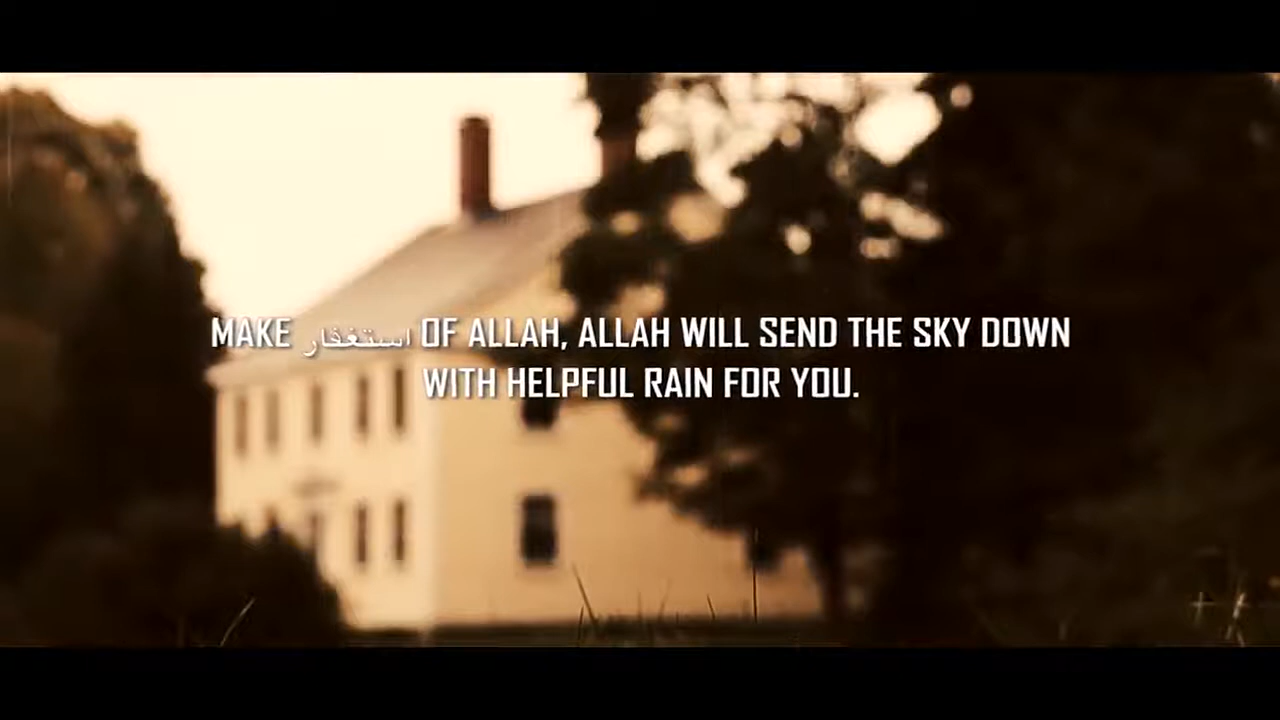 MAKE استغفار OF ALLAH, ALLAH WILL SEND THE SKY DOWN
WITH HELPFUL RAIN FOR YOU.